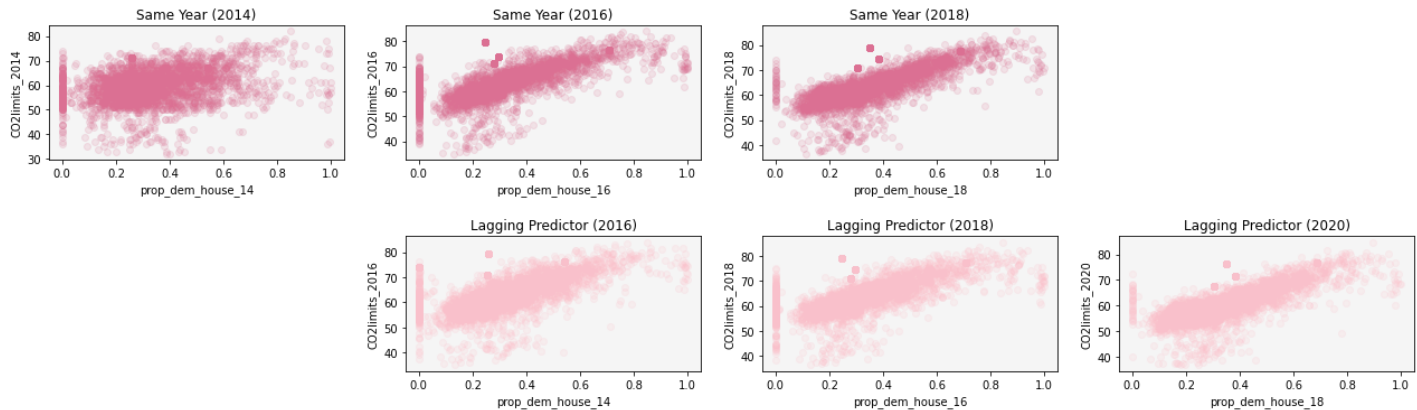 Same Year (2014)
CO2limits_2014
80
70
60
50
40
30
0.0 0.2 0.4 0.6 0.8 1.0
prop_dem_house_14
Same Year (2016)
CO2limits_2016
80
70
60
50
40
0.0 0.2 0.4 0.6 0.8 1.0
prop_dem_house_16
Same Year (2018)
CO2limits_2018
80
70
60
50
40
0.0 0.2 0.4 0.6 0.8 1.0
prop_dem_house_18
Lagging Predictor (2016)
CO2limits_2016
80
70
60
50
40
0.0 0.2 0.4 0.6 0.8 1.0
prop_dem_house_14
Lagging Predictor (2018)
CO2limits_2018
80
70
60
50
40
0.0 0.2 0.4 0.6 0.8 1.0
prop_dem_house_16
Lagging Predictor (2020)
CO2limits_2020
80
70
60
50
40
0.0 0.2 0.4 0.6 0.8 1.0
prop_dem_house_18